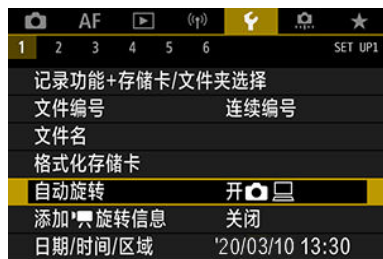 AF
1 2 3 4 5 6 SET UP1
记录功能+存储卡/文件夹选择
文件编号 连续编号
文件名
格式化存储卡
自动旋转 开
添加旋转信息 关闭
日期/时间/区域 '20/03/10 13:30